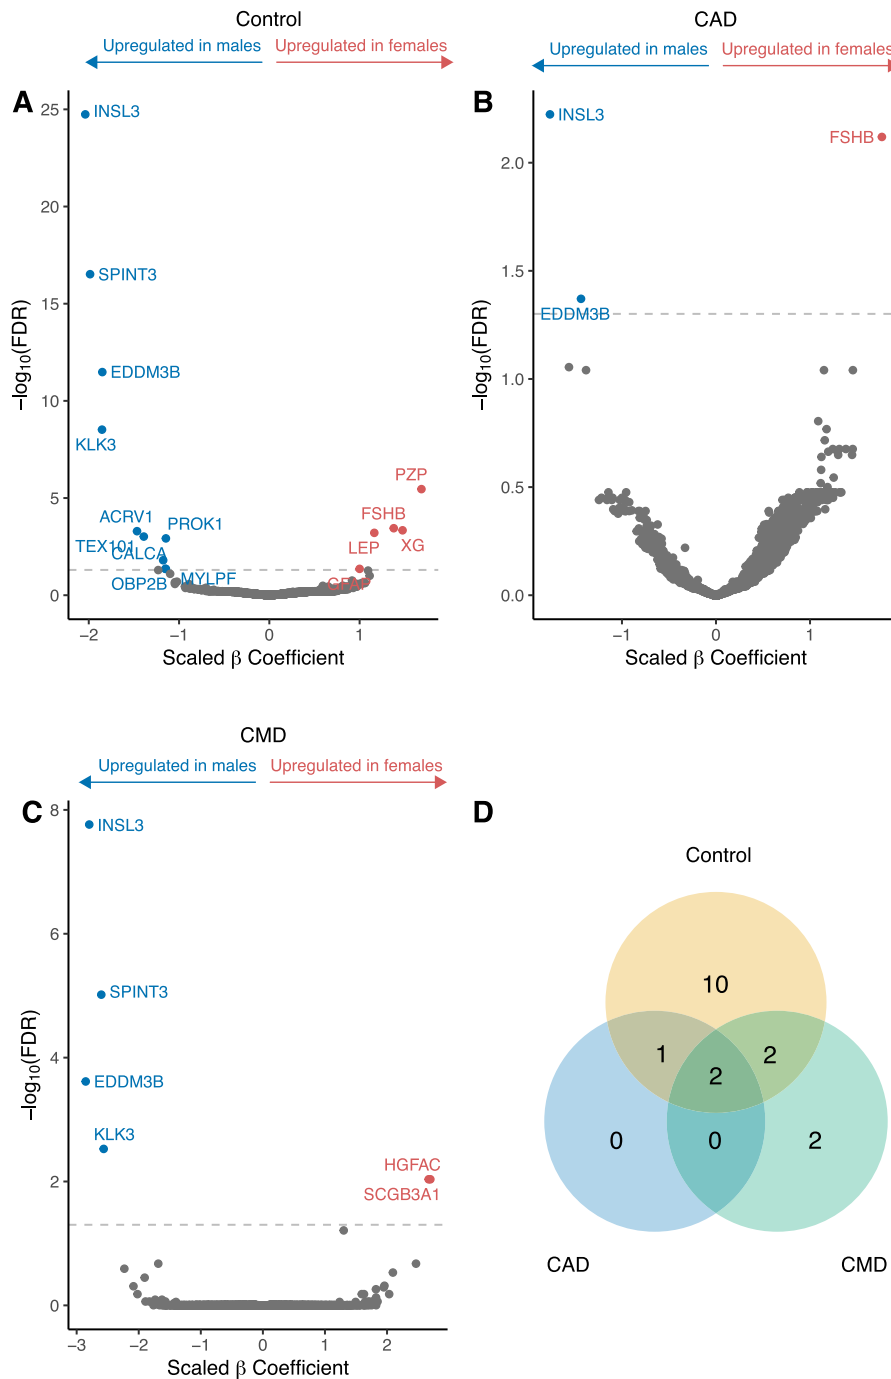 Control
Upregulated in males
Upregulated in females
A
25
20
15
10
5
0
−log10(FDR)
INSL3
SPINT3
EDDM3B
KLK3
ACRV1
PROK1
TEX101
CALCA
OBP2B
MYLPF
PZP
FSHB
XG
LEP
GFAP
−2
−1
0
1
Scaled β Coefficient
CAD
Upregulated in males
Upregulated in females
B
2.0
1.5
1.0
0.5
0.0
−log10(FDR)
INSL3
FSHB
EDDM3B
−1
0
1
Scaled β Coefficient
CMD
Upregulated in males
Upregulated in females
C
8
6
4
2
0
−log10(FDR)
INSL3
SPINT3
EDDM3B
KLK3
HGFAC
SCGB3A1
−3
−2
−1
0
1
2
Scaled β Coefficient
D
Control
10
1
2
2
0
0
2
CAD
CMD